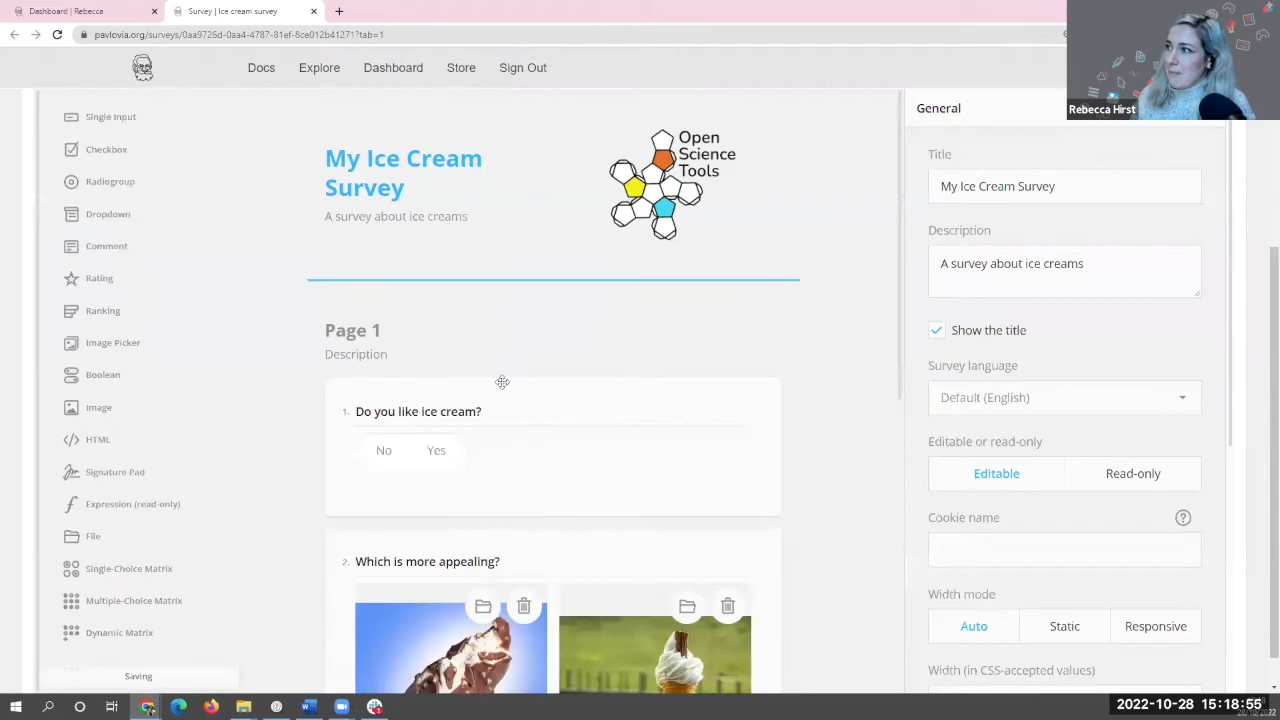 Dashboard | Rebecca
Survey | Ice cream survey
pavlovia.org/surveys/0aa9726d-0aa4-4787-81ef-8ce012b41271?tab=1
Docs
Explore
Dashboard
Store
Sign Out
Rebecca Hirst
Single Input
Checkbox
Radiogroup
Dropdown
Comment
Rating
Ranking
Image Picker
Boolean
Image
HTML
Signature Pad
Expression (read-only)
File
Single-Choice Matrix
Multiple-Choice Matrix
Dynamic Matrix
Saving
My Ice Cream
Survey
A survey about ice creams
Open
Science
Tools
Page 1
Description
1. Do you like ice cream?
No
Yes
2. Which is more appealing?
General
Title
My Ice Cream Survey
Description
A survey about ice creams
Show the title
Survey language
Default (English)
Editable or read-only
Editable
Read-only
Cookie name
Width mode
Auto
Static
Responsive
Width (in CSS-accepted values)
2022-10-28 15:18:55